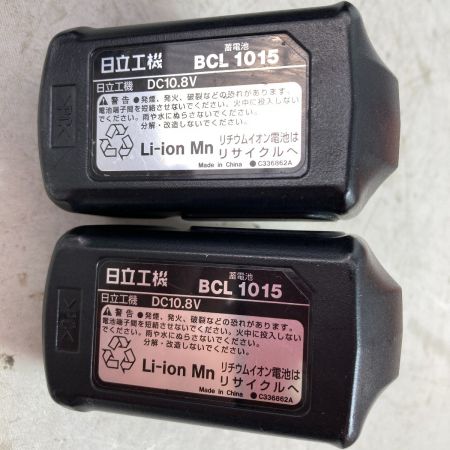 日立工機
蓄電池
BCL 1015
日立工機 DC10.8V
⚠警告 ●発煙、発火、破裂などの恐れがあります。
電池端子間を短絡させないでください。火中に投入しない
でください。雨や水にぬらさないでください。
分解・改造しないでください。
Li-ion Mn
リチウムイオン電池は
リサイクルへ
Made in China ●C336862A
日立工機
蓄電池
BCL 1015
日立工機 DC10.8V
⚠警告 ●発煙、発火、破裂などの恐れがあります。
電池端子間を短絡させないでください。火中に投入しない
でください。雨や水にぬらさないでください。
分解・改造しないでください。
Li-ion Mn
リチウムイオン電池は
リサイクルへ
Made in China ●C336862A